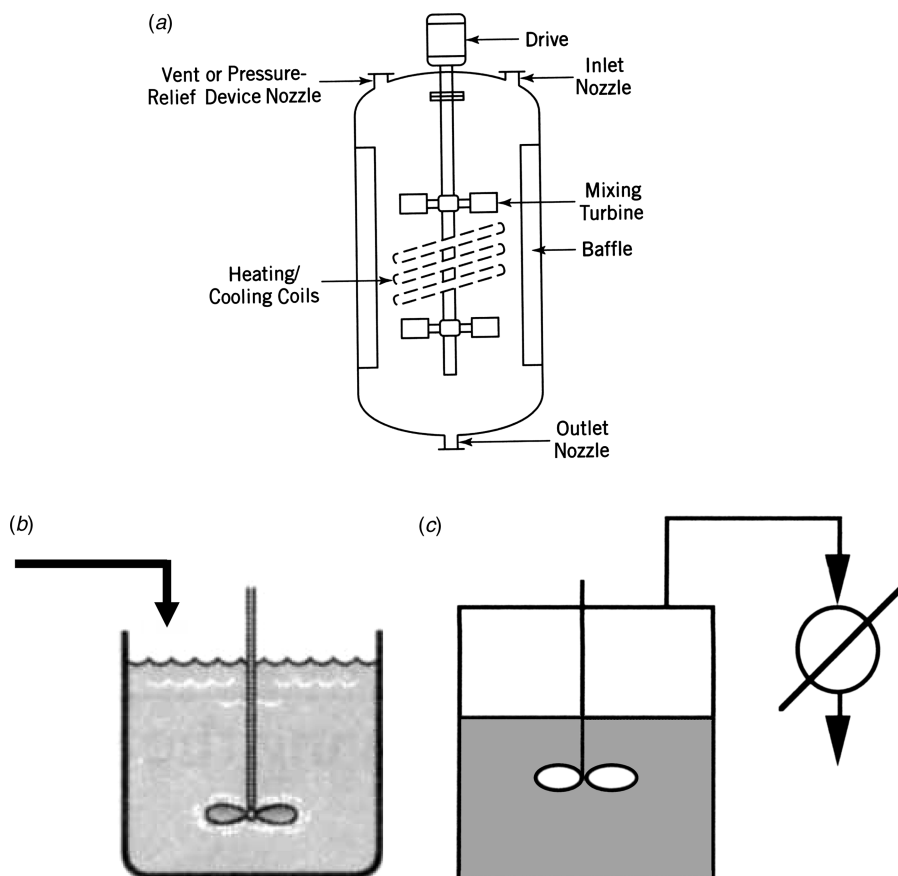 (a)
Drive
Vent or Pressure-
Relief Device Nozzle
Inlet
Nozzle
Mixing
Turbine
Baffle
Heating/
Cooling Coils
Outlet
Nozzle
(b)
(c)